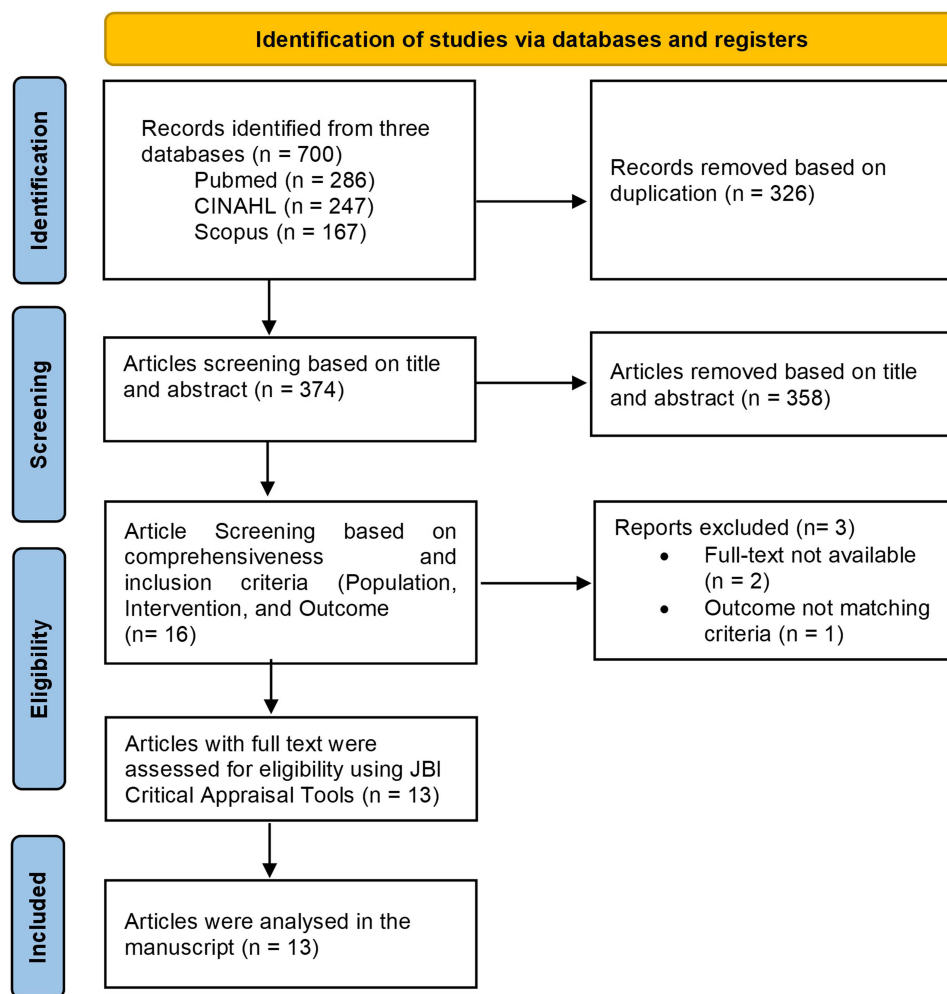 Identification of studies via databases and registers
Identification
Records identified from three
databases (n = 700)
Pubmed (n = 286)
CINAHL (n = 247)
Scopus (n = 167)
Records removed based on
duplication (n = 326)
Screening
Articles screening based on title
and abstract (n = 374)
Articles removed based on title
and abstract (n = 358)
Eligibility
Article Screening based on
comprehensiveness and
inclusion criteria (Population,
Intervention, and Outcome
(n= 16)
Reports excluded (n= 3)
• Full-text not available
(n = 2)
• Outcome not matching
criteria (n = 1)
Articles with full text were
assessed for eligibility using JBI
Critical Appraisal Tools (n = 13)
Included
Articles were analysed in the
manuscript (n = 13)